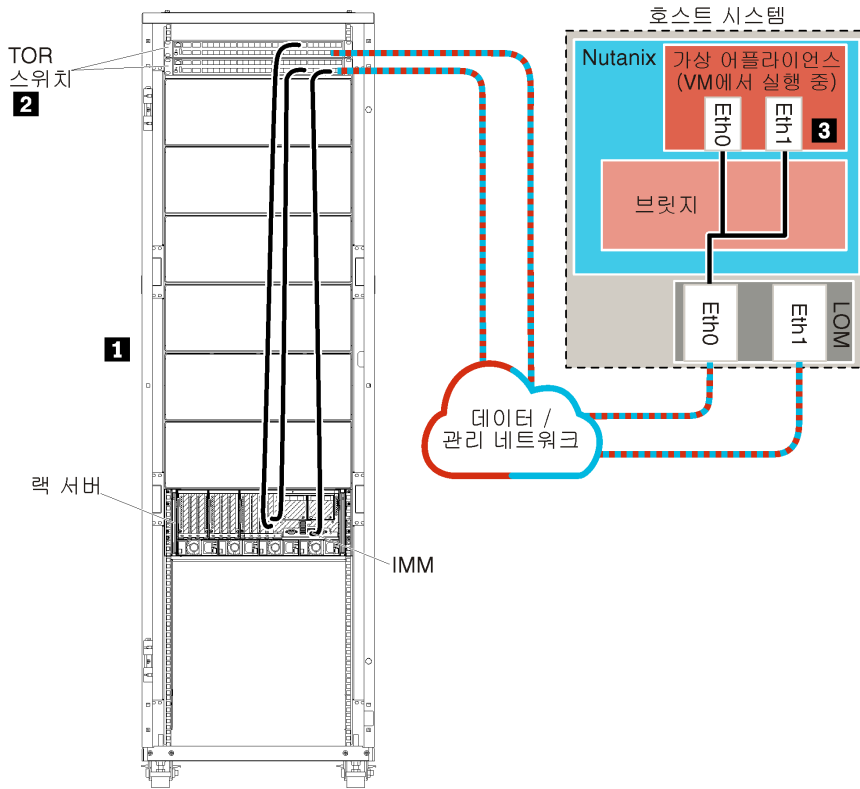 TOR
스위치
2
1
랙 서버
IMM
데이터 /
관리 네트워크
호스트 시스템
Nutanix
가상 어플라이언스
(VM에서 실행 중)
Eth0
Eth1
3
브릿지
Eth0
Eth1
LOM